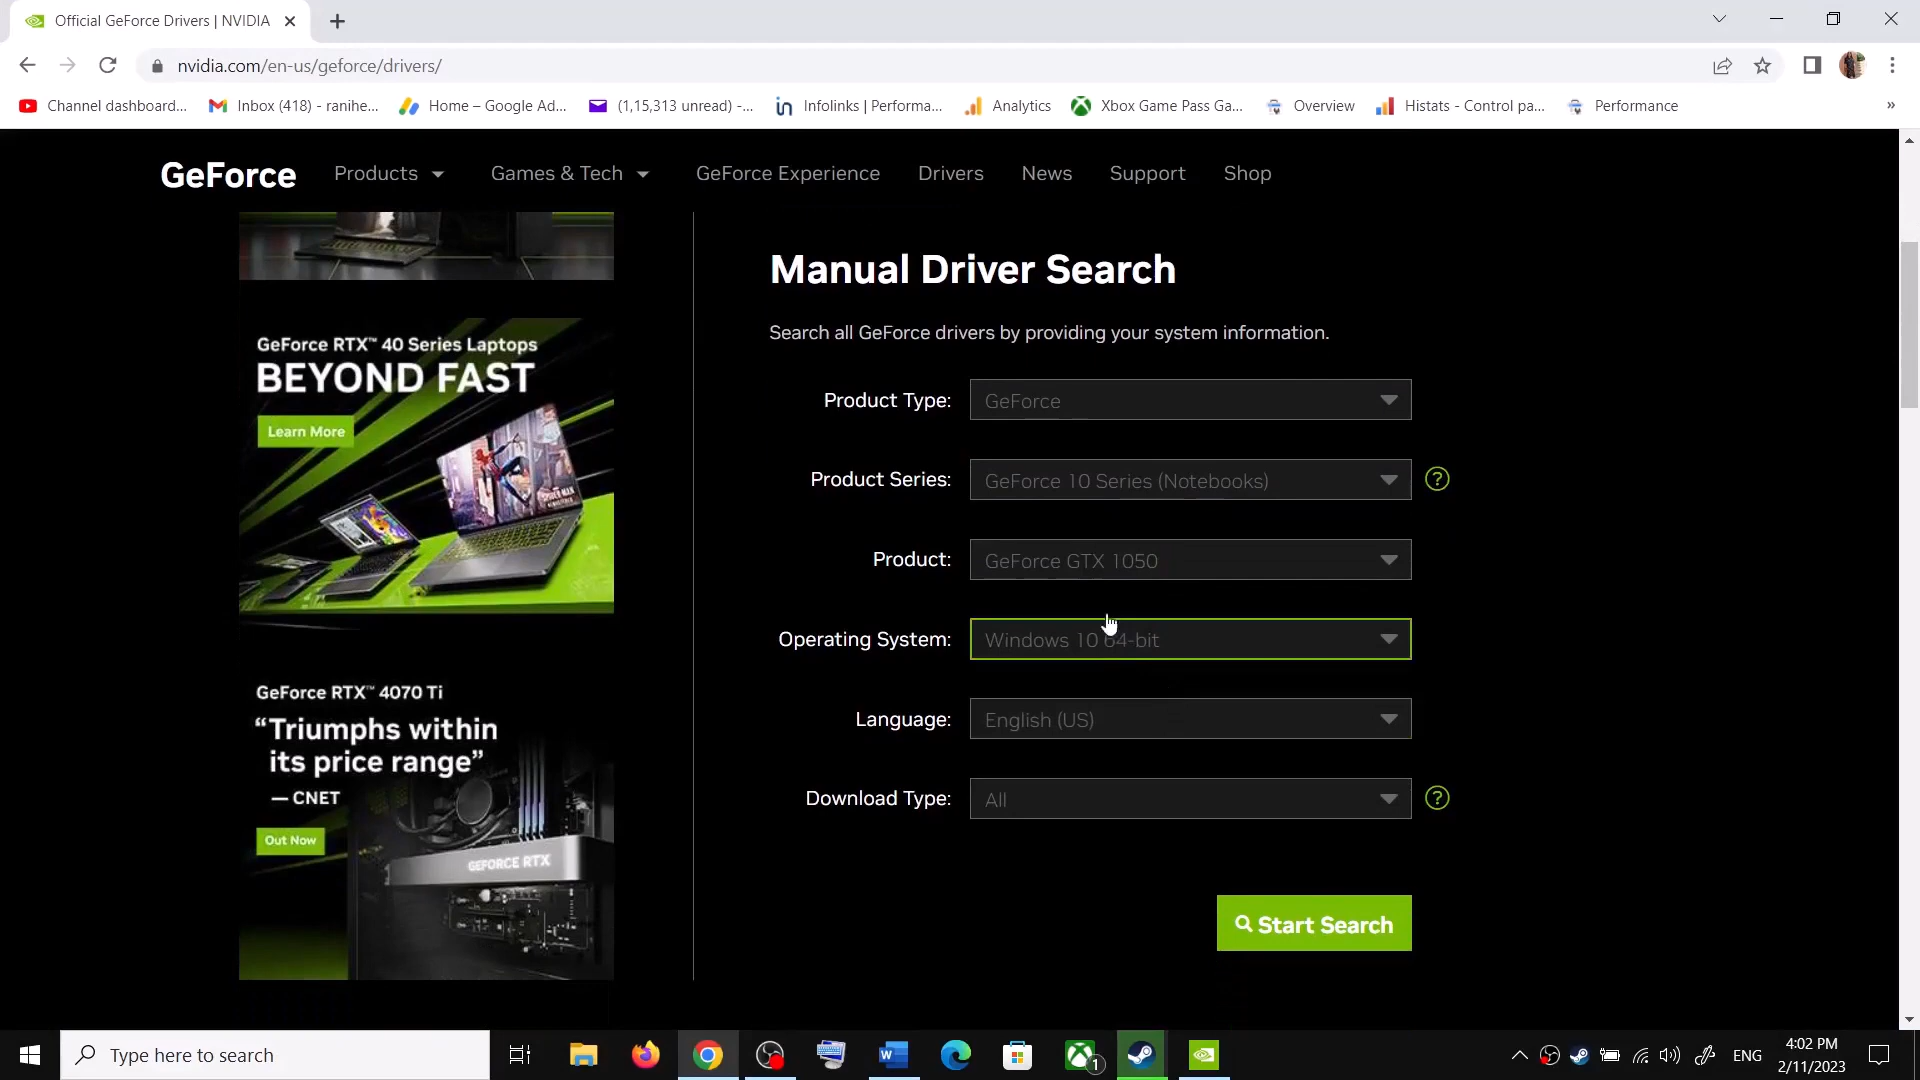 Official GeForce Drivers | NVIDIA
nvidia.com/en-us/geforce/drivers/
Channel dashboard...
Inbox (418) - ranihe...
Home – Google Ad...
(1,15,313 unread) -...
Infolinks | Performa...
Analytics
Xbox Game Pass Ga...
Overview
Histats - Control pa...
Performance
»
GeForce
Products
Games & Tech
GeForce Experience
Drivers
News
Support
Shop
GeForce RTX™ 40 Series Laptops
BEYOND FAST
Learn More
GeForce RTX™ 4070 Ti
“Triumphs within
its price range”
— CNET
Out Now
GEFORCE RTX
Manual Driver Search
Search all GeForce drivers by providing your system information.
Product Type: GeForce
Product Series: GeForce 10 Series (Notebooks) ?
Product: GeForce GTX 1050
Operating System: Windows 10 64-bit
Language: English (US)
Download Type: All ?
Start Search
Type here to search
1
ENG
4:02 PM
2/11/2023